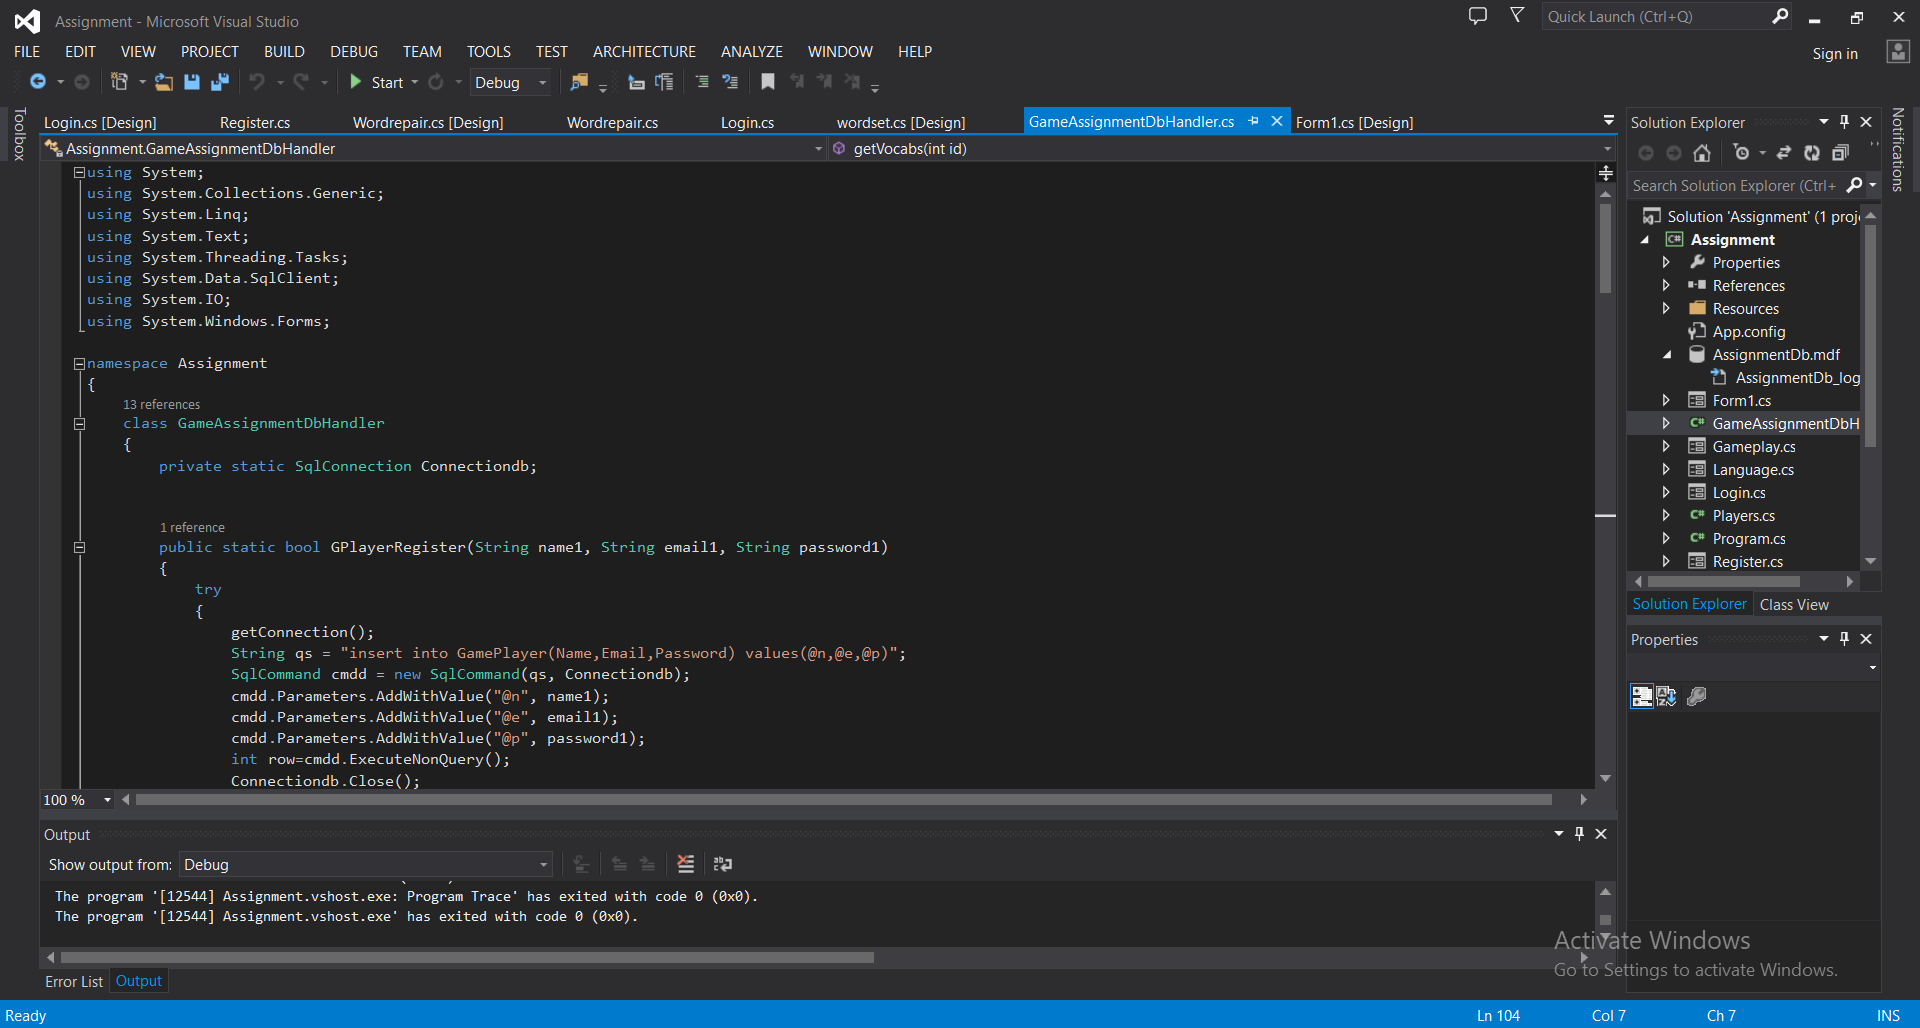 Assignment - Microsoft Visual Studio
Quick Launch (Ctrl+Q)
FILE EDIT VIEW PROJECT BUILD DEBUG TEAM TOOLS TEST ARCHITECTURE ANALYZE WINDOW HELP
Sign in
Start Debug
Toolbox
Login.cs [Design] Register.cs Wordrepair.cs [Design] Wordrepair.cs Login.cs wordset.cs [Design] GameAssignmentDbHandler.cs Form1.cs [Design]
Assignment.GameAssignmentDbHandler getVocabs(int id)
using System;
using System.Collections.Generic;
using System.Linq;
using System.Text;
using System.Threading.Tasks;
using System.Data.SqlClient;
using System.IO;
using System.Windows.Forms;
namespace Assignment
{
13 references
class GameAssignmentDbHandler
{
private static SqlConnection Connectiondb;
1 reference
public static bool GPlayerRegister(String name1, String email1, String password1)
{
try
{
getConnection();
String qs = "insert into GamePlayer(Name,Email,Password) values(@n,@e,@p)";
SqlCommand cmdd = new SqlCommand(qs, Connectiondb);
cmdd.Parameters.AddWithValue("@n", name1);
cmdd.Parameters.AddWithValue("@e", email1);
cmdd.Parameters.AddWithValue("@p", password1);
int row=cmdd.ExecuteNonQuery();
Connectiondb.Close();
100 %
Output
Show output from: Debug
The program '[12544] Assignment.vshost.exe: Program Trace' has exited with code 0 (0x0).
The program '[12544] Assignment.vshost.exe' has exited with code 0 (0x0).
Error List Output
Solution Explorer
Search Solution Explorer (Ctrl+
Solution 'Assignment' (1 proj
Assignment
Properties
References
Resources
App.config
AssignmentDb.mdf
AssignmentDb_log
Form1.cs
GameAssignmentDbH
Gameplay.cs
Language.cs
Login.cs
Players.cs
Program.cs
Register.cs
Solution Explorer Class View
Properties
Notifications
Activate Windows
Go to Settings to activate Windows.
Ready Ln 104 Col 7 Ch 7 INS